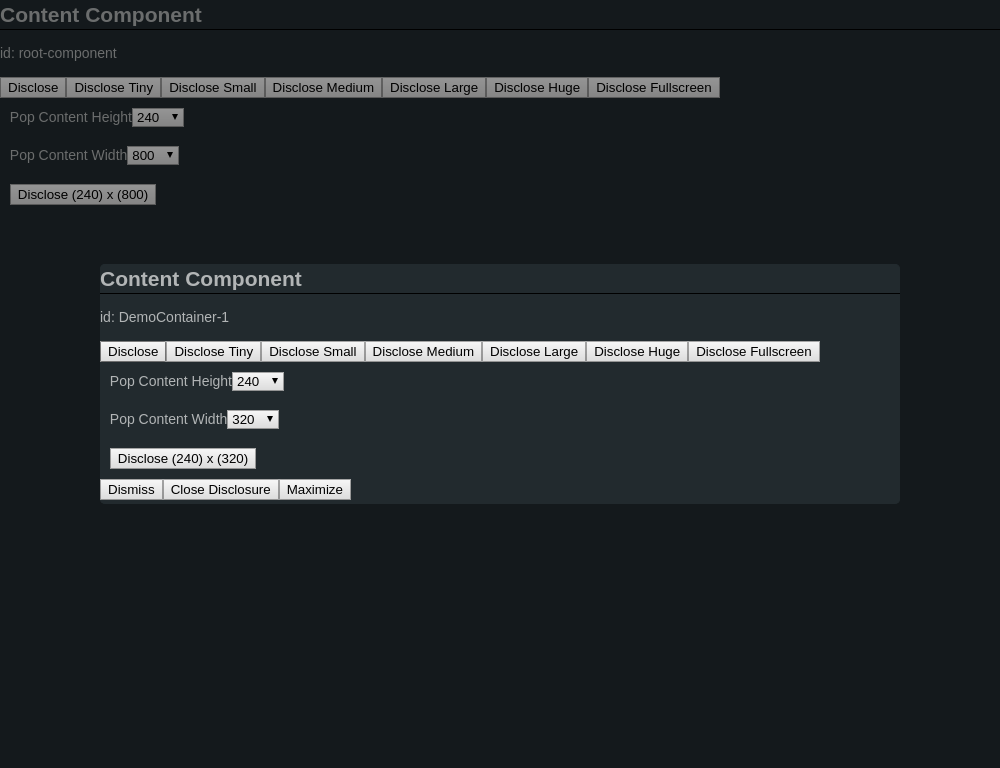 Content Component
id: root-component
Disclose Disclose Tiny Disclose Small Disclose Medium Disclose Large Disclose Huge Disclose Fullscreen
Pop Content Height 240
Pop Content Width 800
Disclose (240) x (800)
Content Component
id: DemoContainer-1
Disclose Disclose Tiny Disclose Small Disclose Medium Disclose Large Disclose Huge Disclose Fullscreen
Pop Content Height 240
Pop Content Width 320
Disclose (240) x (320)
Dismiss Close Disclosure Maximize